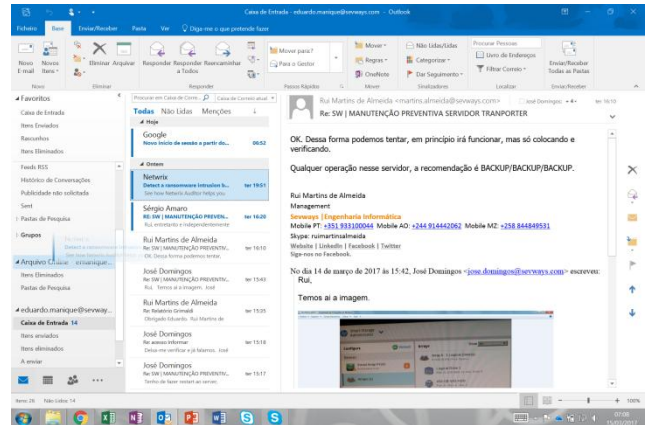 Caixa de Entrada - eduardo.manique@sevways.com - Outlook
Ficheiro Base Enviar/Receber Pasta Ver Diga-me o que pretende fazer
Novo E-mail
Novos Itens
Eliminar Arquivar
Responder Responder a Todos Reencaminhar
Mover para?
Para o Gestor
Mover
Regras
OneNote
Não Lidas/Lidas
Categorizar
Dar Seguimento
Procurar Pessoas
Livro de Endereços
Filtrar Correio
Enviar/Receber Todas as Pastas
Novo Eliminar Responder Passos Rápidos Mover Sinalizadores Localizar Enviar/Receber
Favoritos
Caixa de Entrada
Itens Enviados
Rascunhos
Itens Eliminados
Feeds RSS
Histórico de Conversações
Publicidade não solicitada
Sent
Pastas de Pesquisa
Grupos
Arquivo Online
Itens Eliminados
Pastas de Pesquisa
eduardo.manique@sevway...
Caixa de Entrada 14
Itens enviados
Itens eliminados
A enviar
Caixa de Correio atual
Todas Não Lidas Menções
Hoje
Google
Novo início de sessão a partir do... 06:52
Ontem
Netwrix
Detect a ransomware intrusion b... ter 19:51
See how Netwrix Auditor helps you
Sérgio Amaro
RE: SW | MANUTENÇÃO PREVEN... ter 16:20
Rui, entretanto e independentemente
Rui Martins de Almeida
Re: SW | MANUTENÇÃO PREVENTIV... ter 16:10
OK. Dessa forma podemos tentar,
José Domingos
Re: SW | MANUTENÇÃO PREVENTIV... ter 15:43
Rui, Temos aí a imagem. José
Rui Martins de Almeida
Re: Relatório Grimaldi ter 15:35
Obrigado Eduardo. Rui Martins de
José Domingos
Re: acesso Informar ter 15:18
Deixa-me verificar e já falamos. José
José Domingos
Re: SW | MANUTENÇÃO PREVENTIV... ter 15:17
Tenho de fazer restart ao servidor.
Rui Martins de Almeida <martins.almeida@sevways.com> José Domingos ter 16:10
Re: SW | MANUTENÇÃO PREVENTIVA SERVIDOR TRANPORTER
OK. Dessa forma podemos tentar, em princípio irá funcionar, mas só colocando e
verificando.
Qualquer operação nesse servidor, a recomendação é BACKUP/BACKUP/BACKUP.
Rui Martins de Almeida
Management
Sevways | Engenharia Informática
Mobile PT: +351 933100044 Mobile AO: +244 914442062 Mobile MZ: +258 844849531
Skype: ruimartinsalmeida
Website | LinkedIn | Facebook | Twitter
Siga-nos no Facebook.
No dia 14 de março de 2017 às 15:42, José Domingos <jose.domingos@sevways.com> escreveu:
Rui,
Temos aí a imagem.
Itens: 28 Não Lidos: 14
100%
07:08
15/03/2017